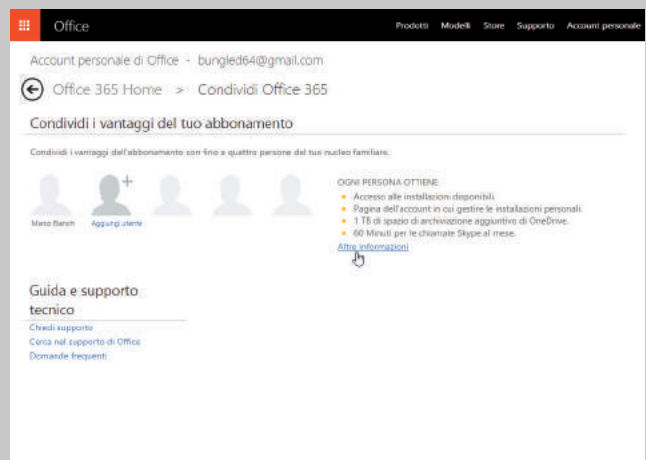 Office
Prodotti Modelli Store Supporto Account personale
Account personale di Office - bungled64@gmail.com
Office 365 Home > Condividi Office 365
Condividi i vantaggi del tuo abbonamento
Condividi i vantaggi dell'abbonamento con fino a quattro persone del tuo nucleo familiare.
Marco Bianchi Aggiungi utente
OGNI PERSONA OTTIENE
Accesso alle installazioni disponibili.
Pagina dell'account in cui gestire le installazioni personali.
1 TB di spazio di archiviazione aggiuntivo di OneDrive.
60 Minuti per le chiamate Skype al mese.
Altre informazioni
Guida e supporto
tecnico
Chiedi supporto
Cerca nel supporto di Office
Domande frequenti